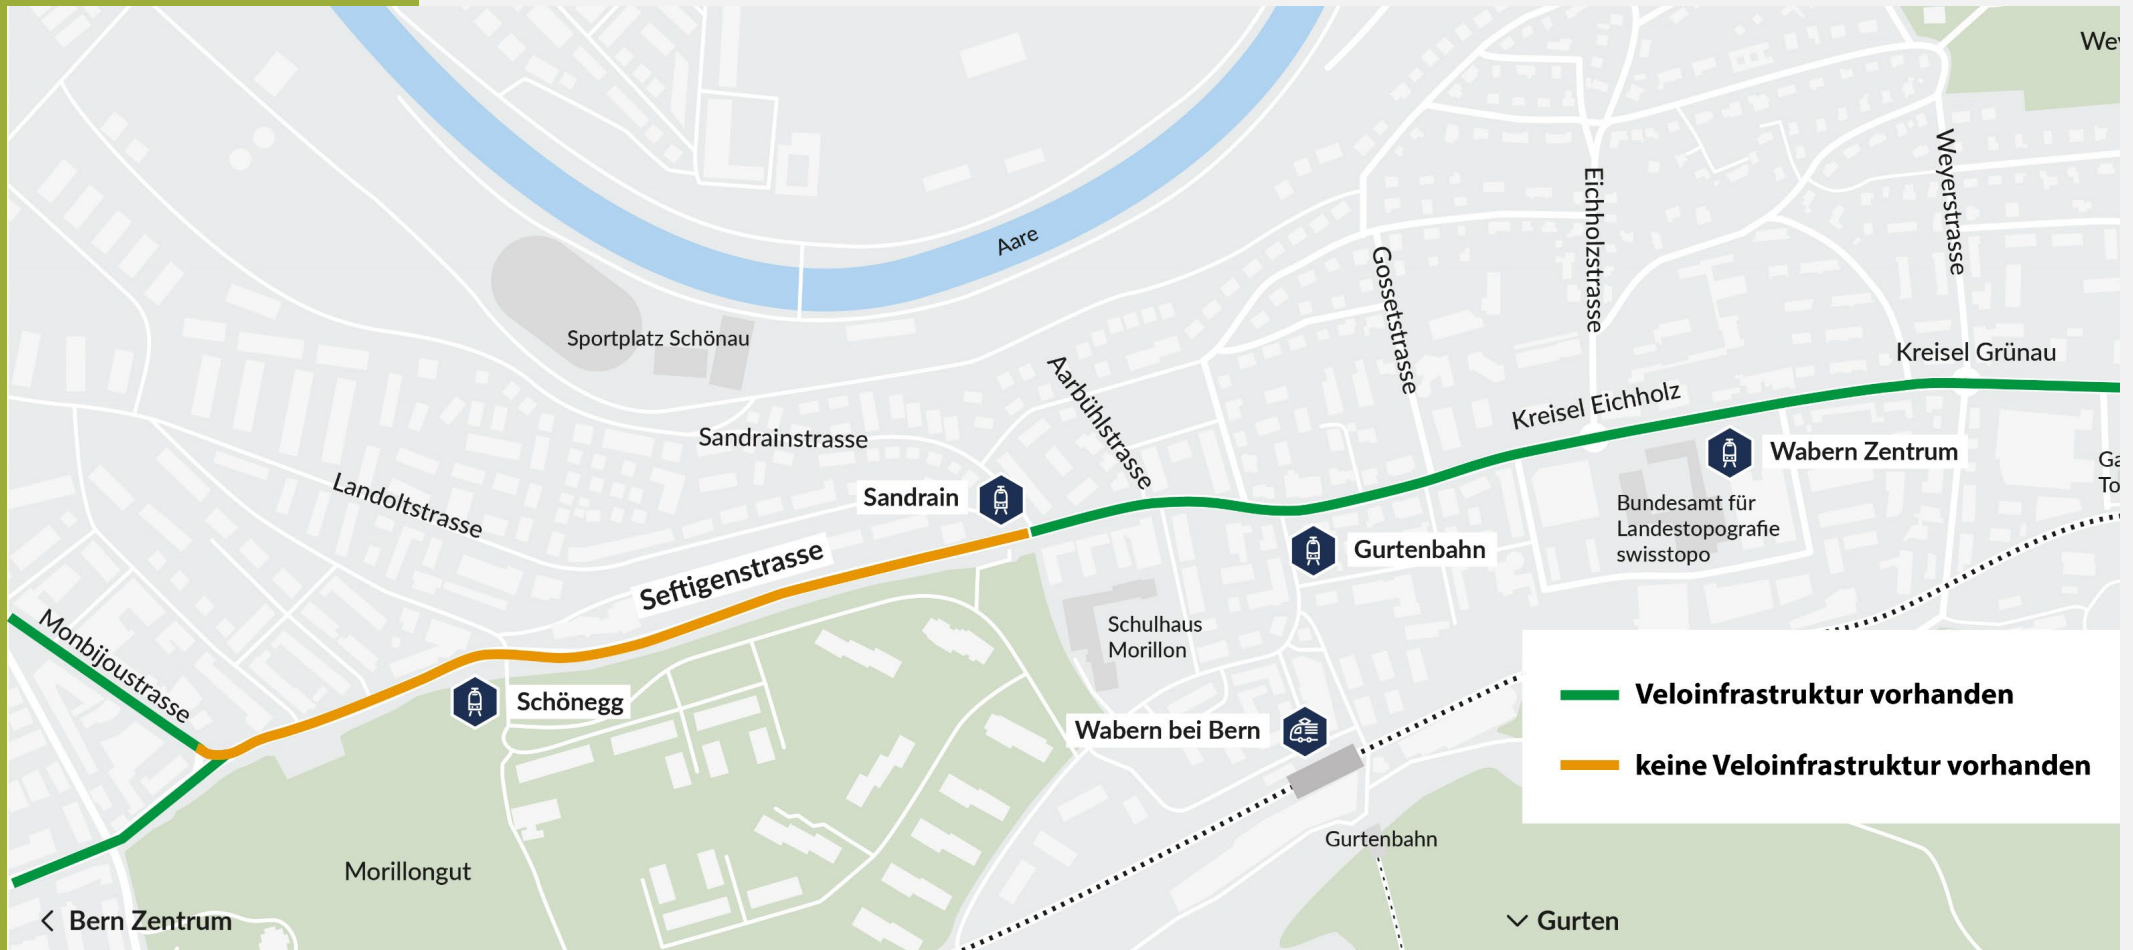 Aare
Eichholzstrasse
Weyerstrasse
Gossetstrasse
Sportplatz Schönau
Kreisel Grünau
Aarbühlstrasse
Kreisel Eichholz
Sandrainstrasse
Wabern Zentrum
Landoltstrasse
Sandrain
Bundesamt für
Landestopografie
swisstopo
Gurtenbahn
Seftigenstrasse
Monbijoustrasse
Schulhaus
Morillon
Schönegg
Wabern bei Bern
Veloinfrastruktur vorhanden
keine Veloinfrastruktur vorhanden
Gurtenbahn
Morillongut
Bern Zentrum
Gurten